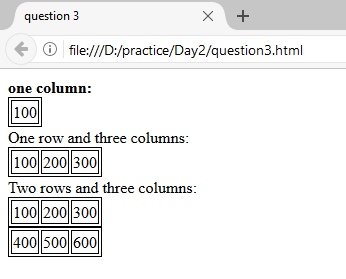 question 3
file:///D:/practice/Day2/question3.html
one column:
100
One row and three columns:
100 200 300
Two rows and three columns:
100 200 300
400 500 600